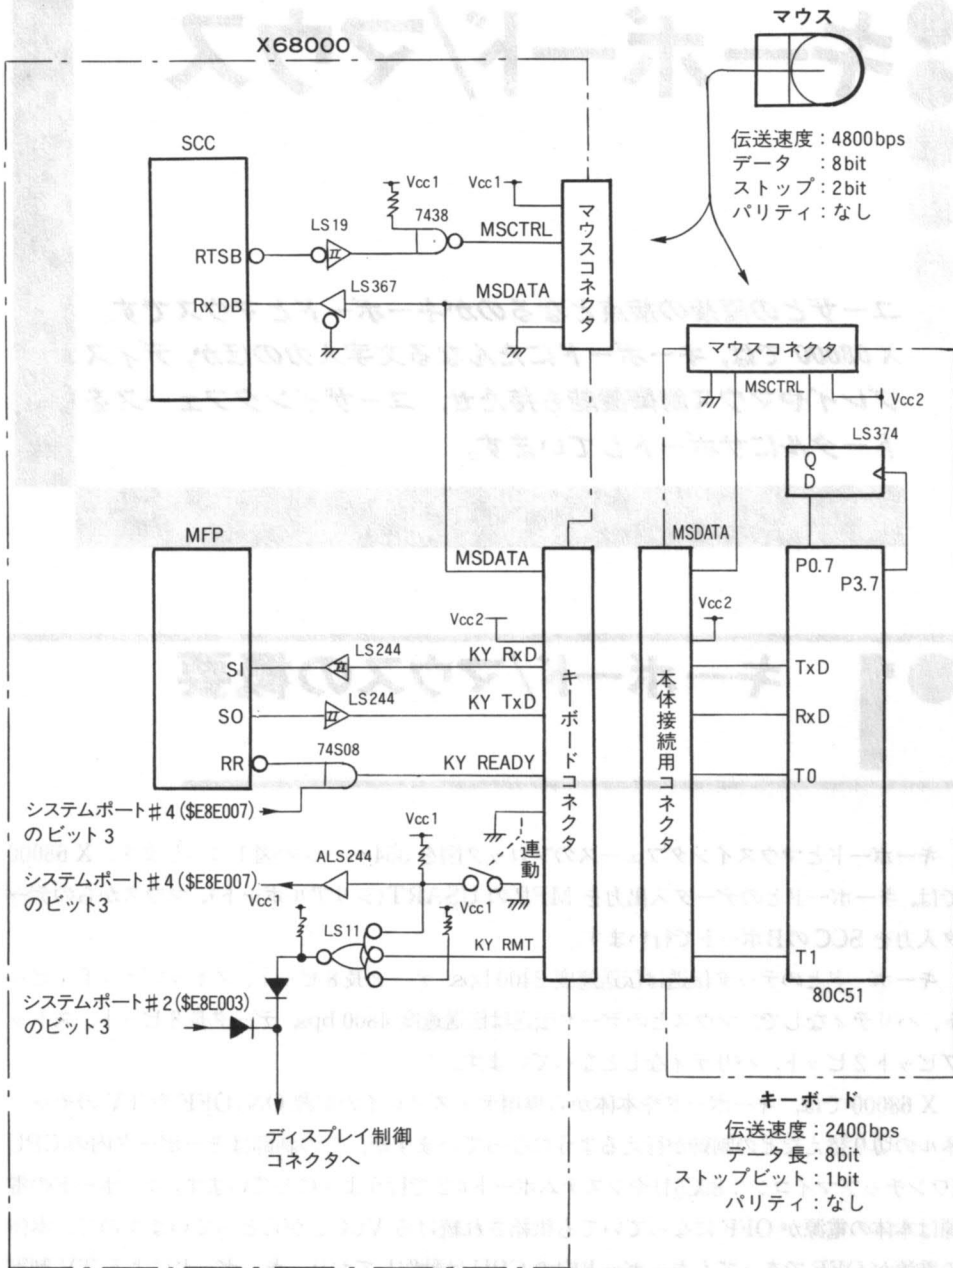 マウス
X68000
伝送速度：4800bps
データ：8bit
ストップ：2bit
パリティ：なし
SCC
Vcc1
Vcc1
7438
LS19
MSCTRL
RTSB
マウスコネクタ
LS367
MSDATA
RxDB
マウスコネクタ
MSCTRL
Vcc2
LS374
Q
D
MFP
MSDATA
MSDATA
P0.7
P3.7
Vcc2
Vcc2
LS244
KY RxD
SI
TxD
キーボードコネクタ
本体接続用コネクタ
LS244
KY TxD
SO
RxD
74S08
RR
KY READY
T0
システムポート#4($E8E007)
のビット3
Vcc1
連動
ALS244
システムポート#4($E8E007)
のビット3
Vcc1
Vcc1
LS11
KY RMT
T1
80C51
システムポート#2($E8E003)
のビット3
キーボード
ディスプレイ制御
コネクタへ
伝送速度：2400bps
データ長：8bit
ストップビット：1bit
パリティ：なし